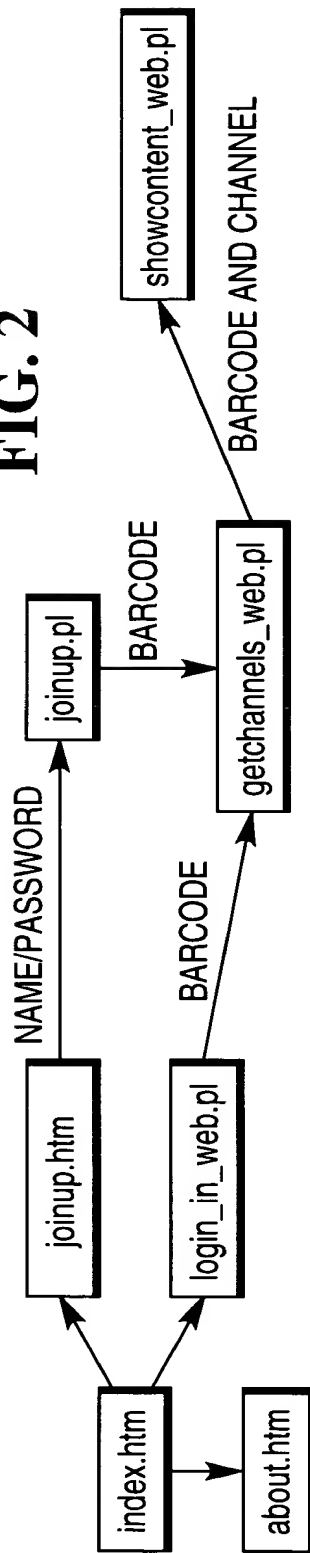 FIG. 2
index.htm
about.htm
joinup.htm
login_in_web.pl
NAME/PASSWORD
BARCODE
joinup.pl
BARCODE
getchannels_web.pl
BARCODE AND CHANNEL
showcontent_web.pl